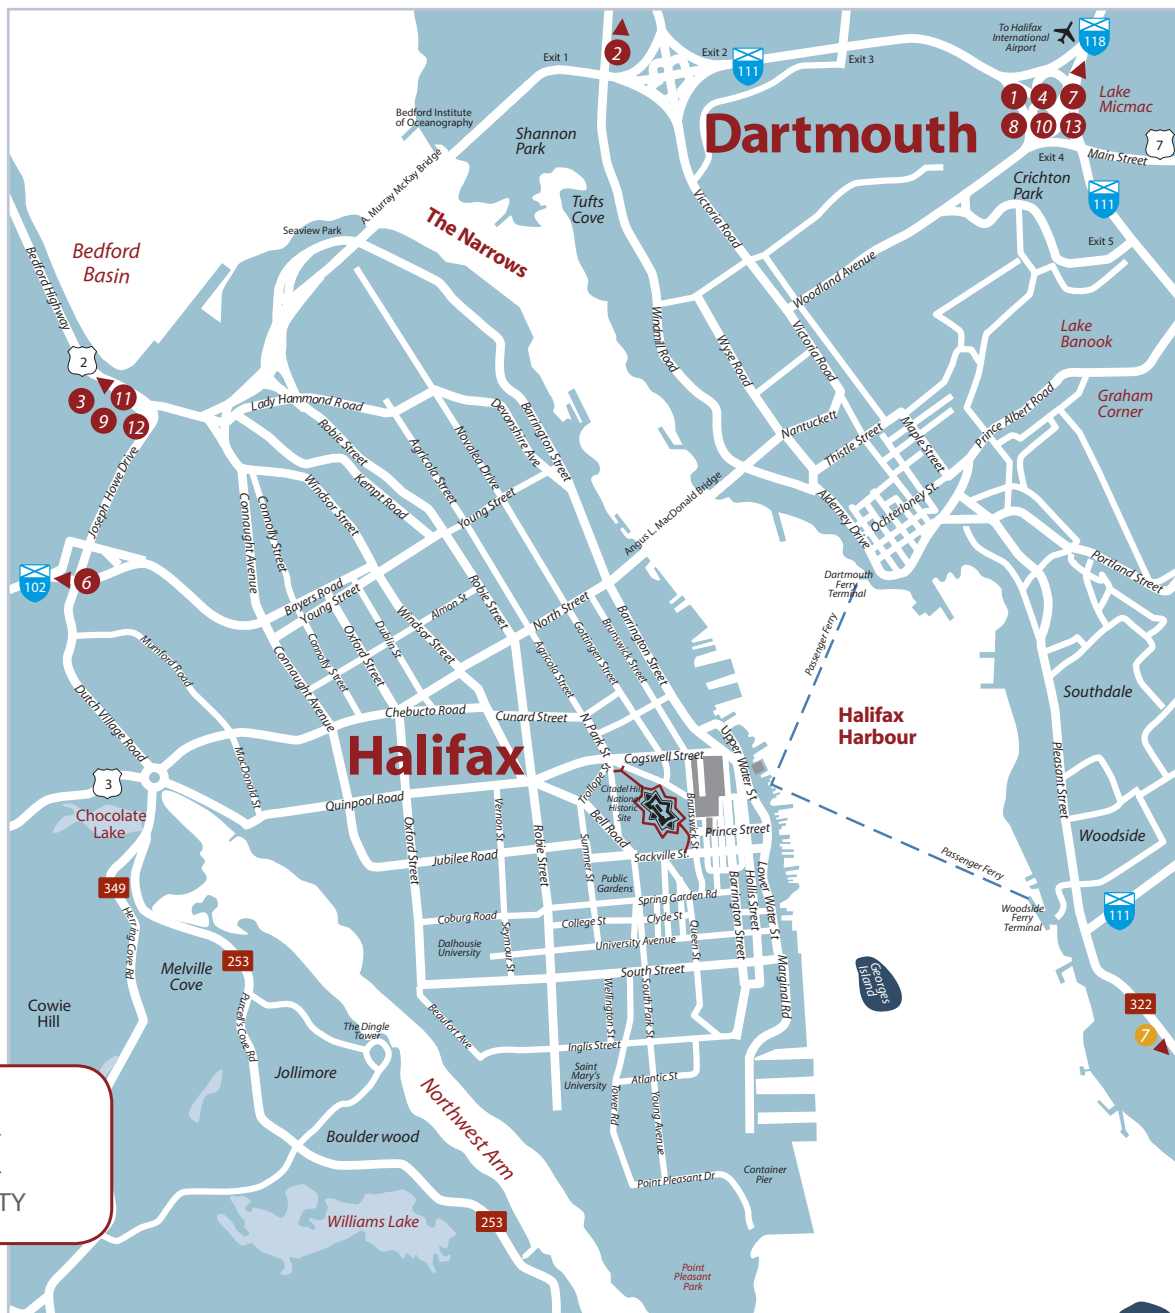 To Halifax
International
Airport
118
2
Exit 1
Exit 2
111
Exit 3
1
4
7
8
10
13
Lake
Micmac
7
Main Street
Exit 4
Dartmouth
Bedford Institute
of Oceanography
Shannon
Park
Crichton
Park
111
Tufts
Cove
A. Murray McKay Bridge
Seaview Park
The Narrows
Victoria Road
Exit 5
Bedford
Basin
Bedford Highway
Woodland Avenue
Windmill Road
Wyse Road
Victoria Road
Lake
Banook
2
3
11
9
12
Graham
Corner
Lady Hammond Road
Robie Street
Kempt Road
Agricola Street
Novalea Drive
Devonshire Ave
Barrington Street
Nantuckett
Thistle Street
Maple Street
Prince Albert Road
Joseph Howe Drive
Windsor Street
Connolly Street
Connaught Avenue
Young Street
Angus L. MacDonald Bridge
Alderney Drive
Ochterloney St.
Portland Street
102
6
Bayers Road
Young Street
Dartmouth
Ferry
Terminal
Passenger Ferry
Mumford Road
Connolly Street
Oxford Street
Dublin St
Windsor Street
Almon St
Robie Street
North Street
Agricola Street
Gottingen Street
Brunswick Street
Barrington Street
Connaught Avenue
Dutch Village Road
Southdale
Chebucto Road
Cunard Street
N. Park St
Halifax
Harbour
Upper Water St
Halifax
Cogswell Street
Pleasant Street
3
MacDonald St
Trollope St
Citadel Hill
National
Historic
Site
Chocolate
Lake
Quinpool Road
Vernon St
Bell Road
Brunswick St
Prince Street
Woodside
Oxford Street
Jubilee Road
Robie Street
Summer St
Sackville St.
Passenger Ferry
349
Public
Gardens
Lower Water St
Hollis Street
Barrington Street
Spring Garden Rd
Woodside
Ferry
Terminal
111
Herring Cove Rd
Coburg Road
College St
Clyde St
Queen St
Seymour St
Dalhousie
University
University Avenue
253
Melville
Cove
South Street
Marginal Rd
Georges
Island
Cowie
Hill
Purcell's Cove Rd
The Dingle
Tower
Beaufort Ave
Wellington St
South Park St
322
7
Inglis Street
Jollimore
Saint
Mary's
University
Atlantic St
Tower Rd
Young Avenue
Northwest Arm
Boulderwood
Container
Pier
Point Pleasant Dr
TY
Williams Lake
253
Point
Pleasant
Park